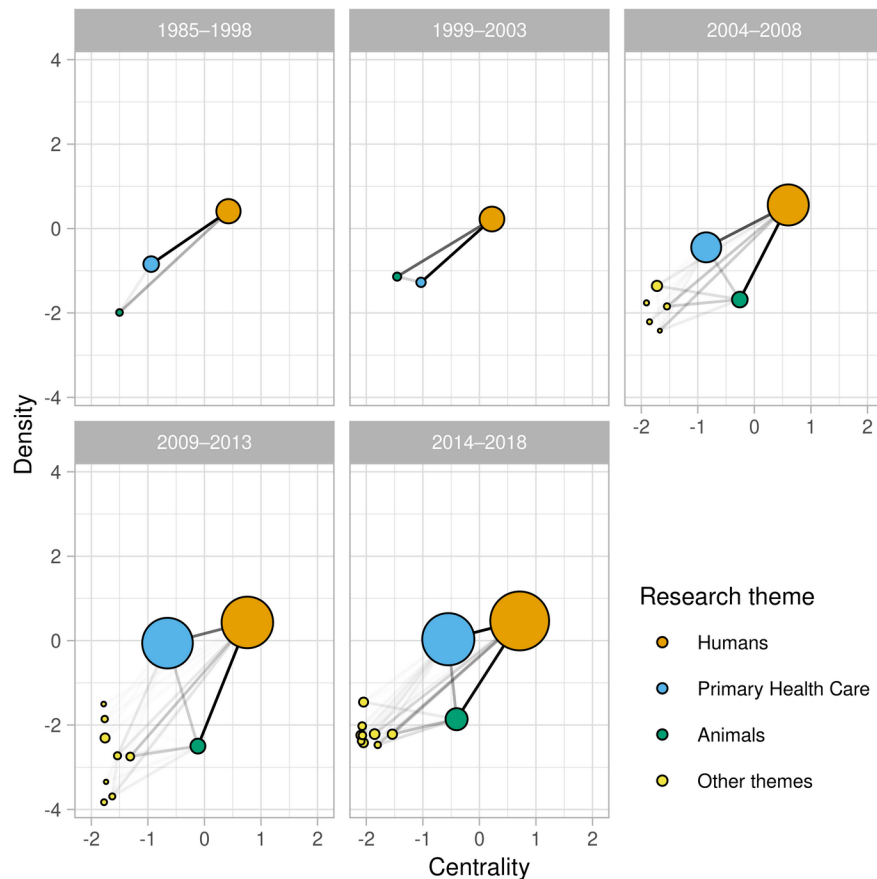 1985–1998
1999–2003
2004–2008
4
2
0
-2
-4
-2 -1 0 1 2
Density
2009–2013
2014–2018
4
2
0
-2
-4
-2 -1 0 1 2
-2 -1 0 1 2
Centrality
Research theme
Humans
Primary Health Care
Animals
Other themes